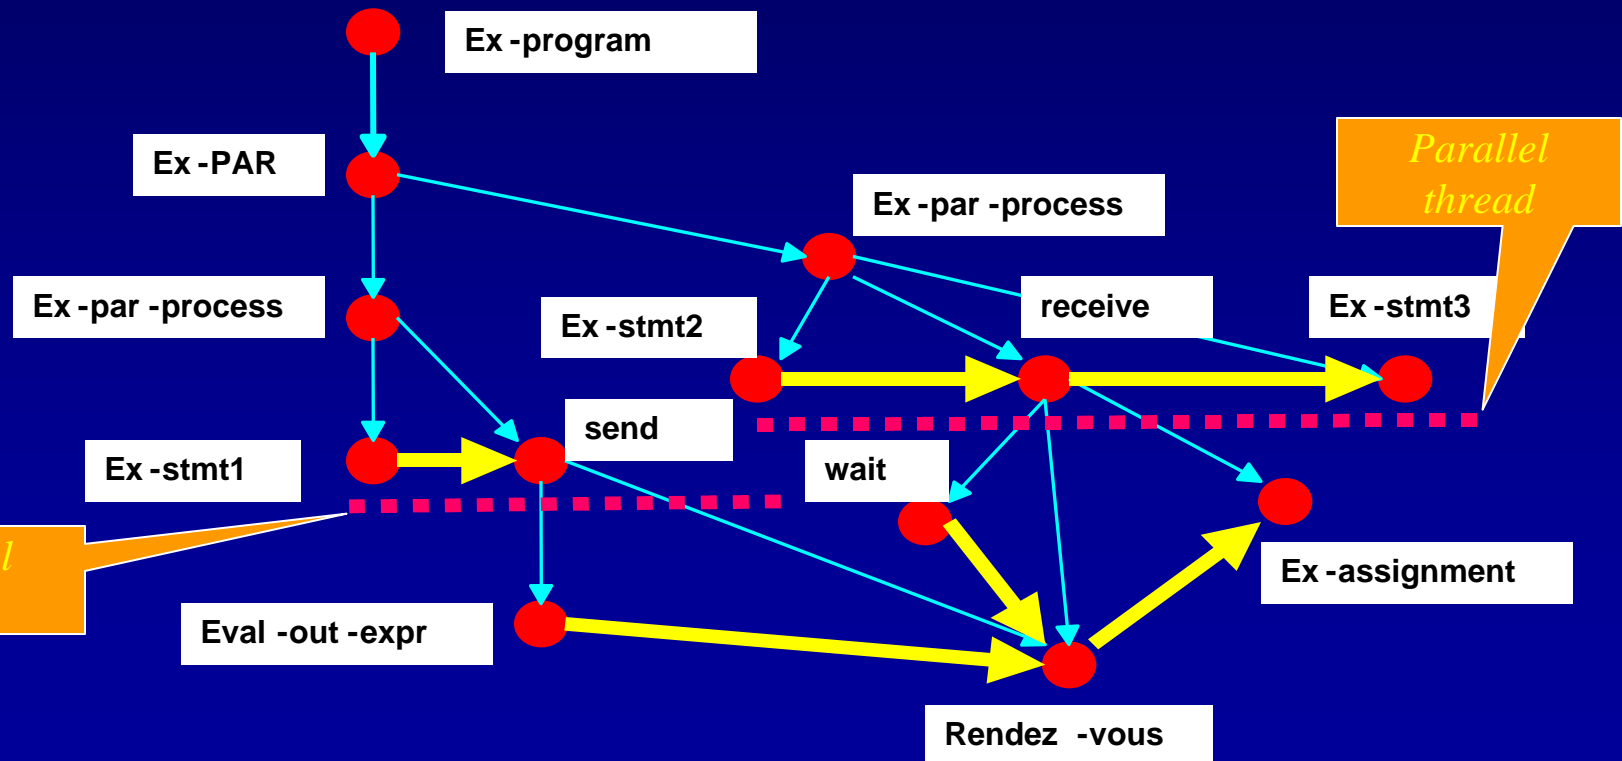 Ex -program
Ex -PAR
Parallel
thread
Ex -par -process
Ex -par -process
receive
Ex -stmt3
Ex -stmt2
send
Ex -stmt1
wait
l
Ex -assignment
Eval -out -expr
Rendez -vous